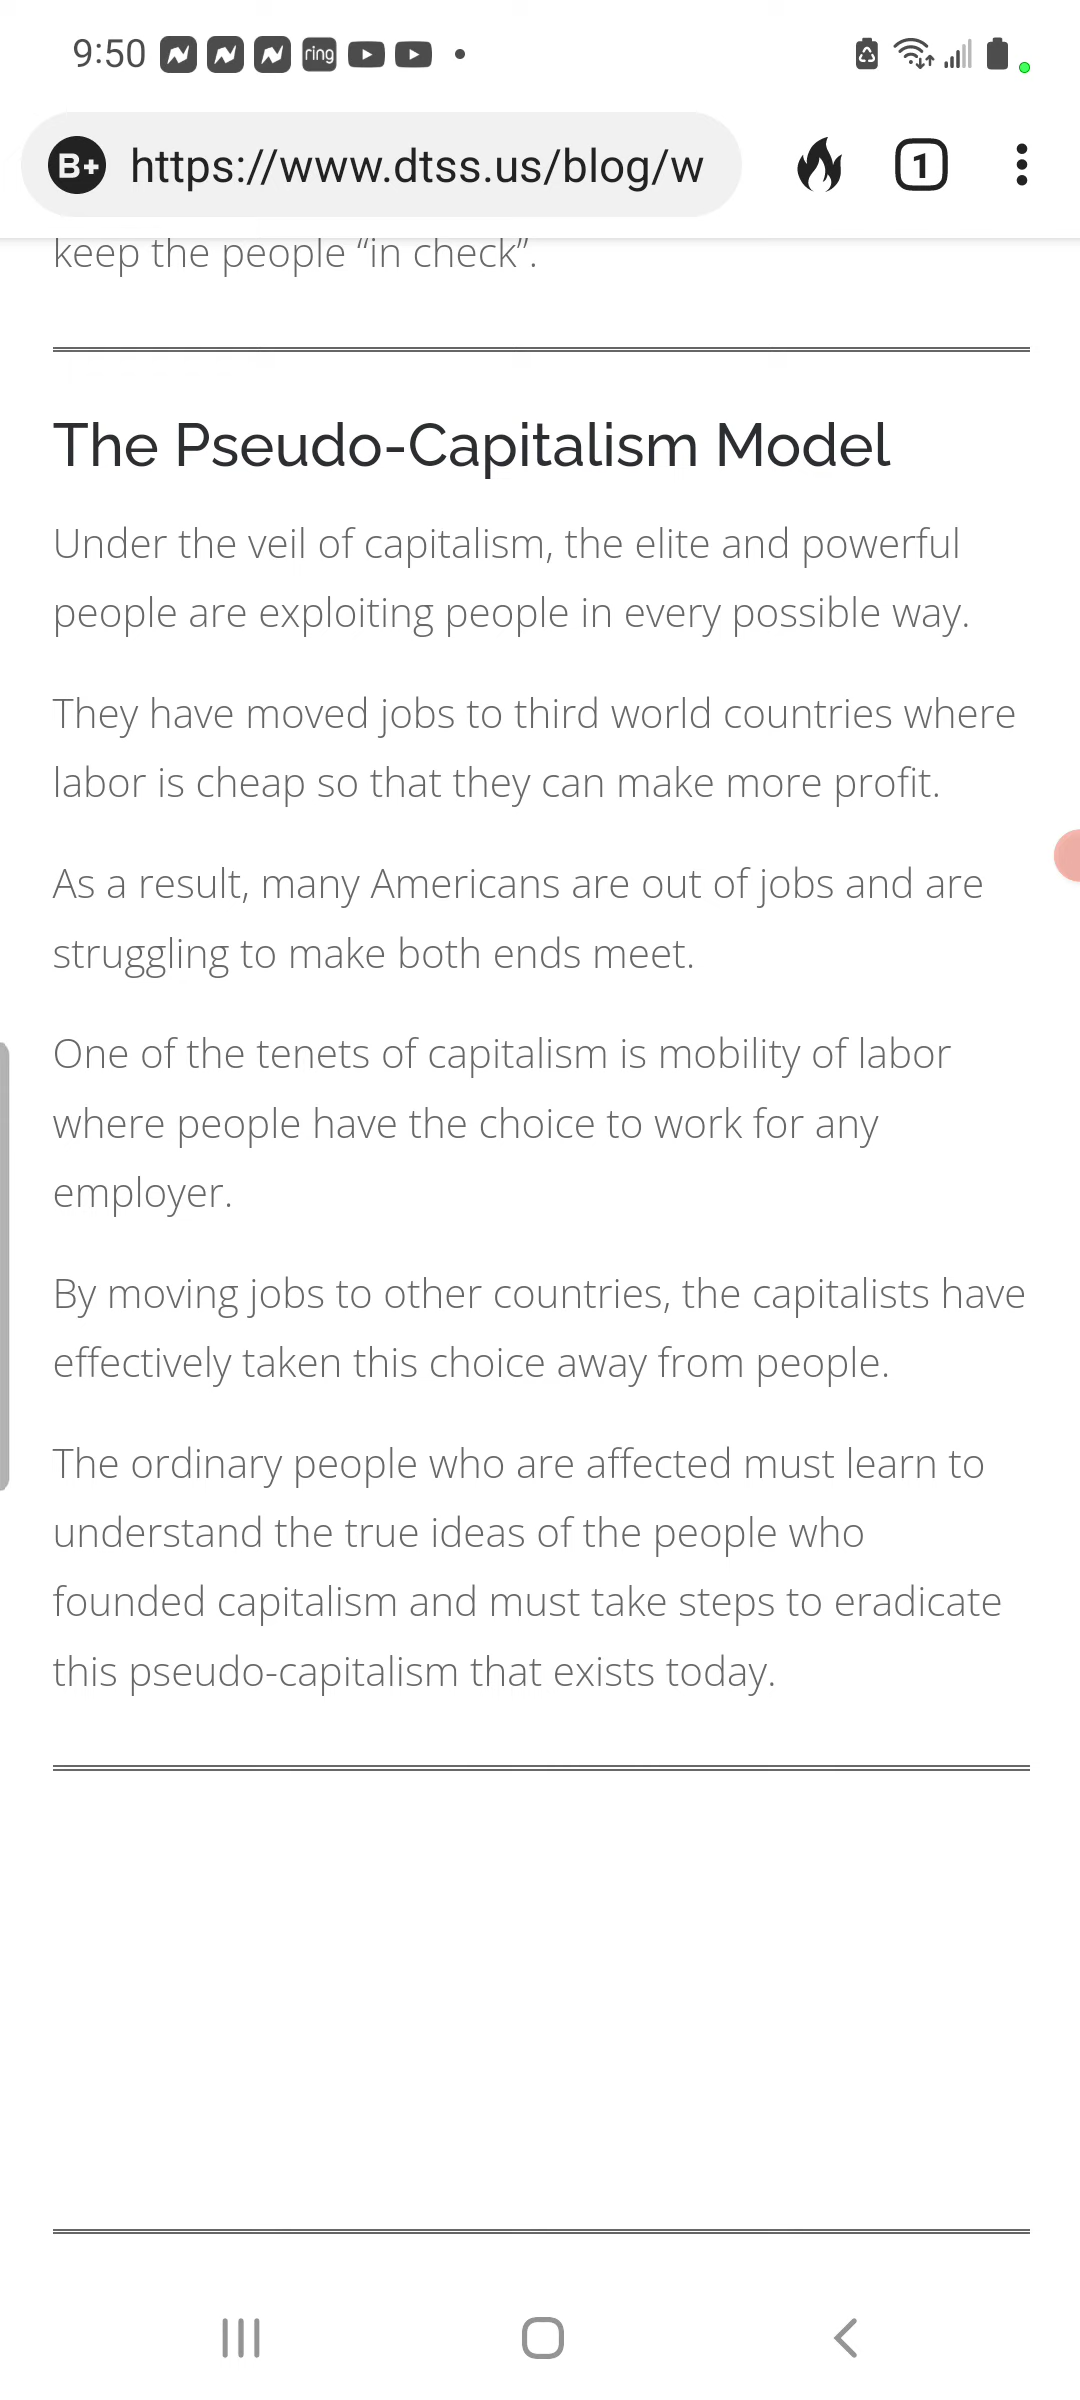 9:50 ring
B+ https://www.dtss.us/blog/w 1
keep the people “in check”.
The Pseudo-Capitalism Model
Under the veil of capitalism, the elite and powerful
people are exploiting people in every possible way.
They have moved jobs to third world countries where
labor is cheap so that they can make more profit.
As a result, many Americans are out of jobs and are
struggling to make both ends meet.
One of the tenets of capitalism is mobility of labor
where people have the choice to work for any
employer.
By moving jobs to other countries, the capitalists have
effectively taken this choice away from people.
The ordinary people who are affected must learn to
understand the true ideas of the people who
founded capitalism and must take steps to eradicate
this pseudo-capitalism that exists today.